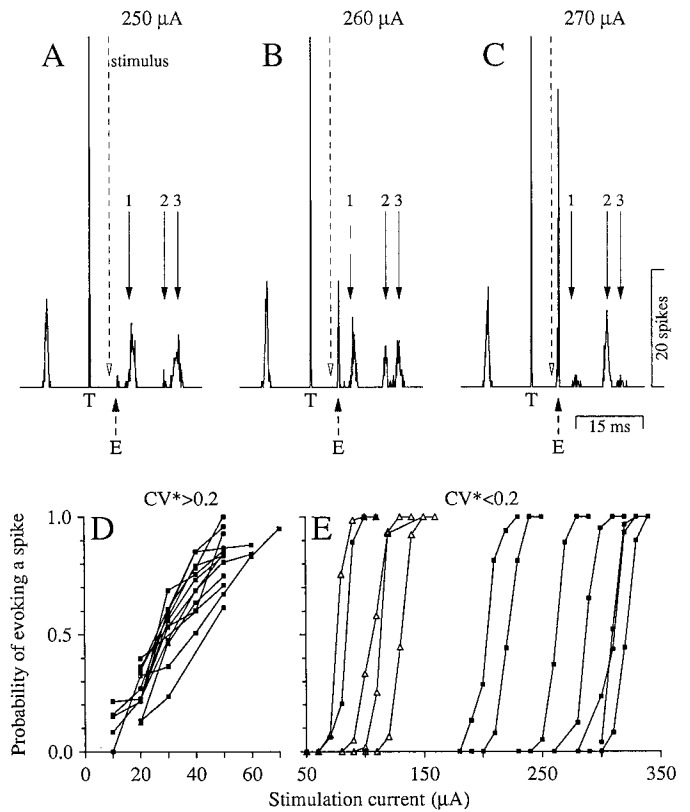 250 µA
260 µA
270 µA
A
stimulus
B
C
1
2 3
1
2 3
1
2 3
20 spikes
T
T
T
E
E
E
15 ms
CV*>0.2
CV*<0.2
D
E
Probability of evoking a spike
1.0
0.5
0.0
0 20 40 60 80
50 150 250 350
Stimulation current (µA)